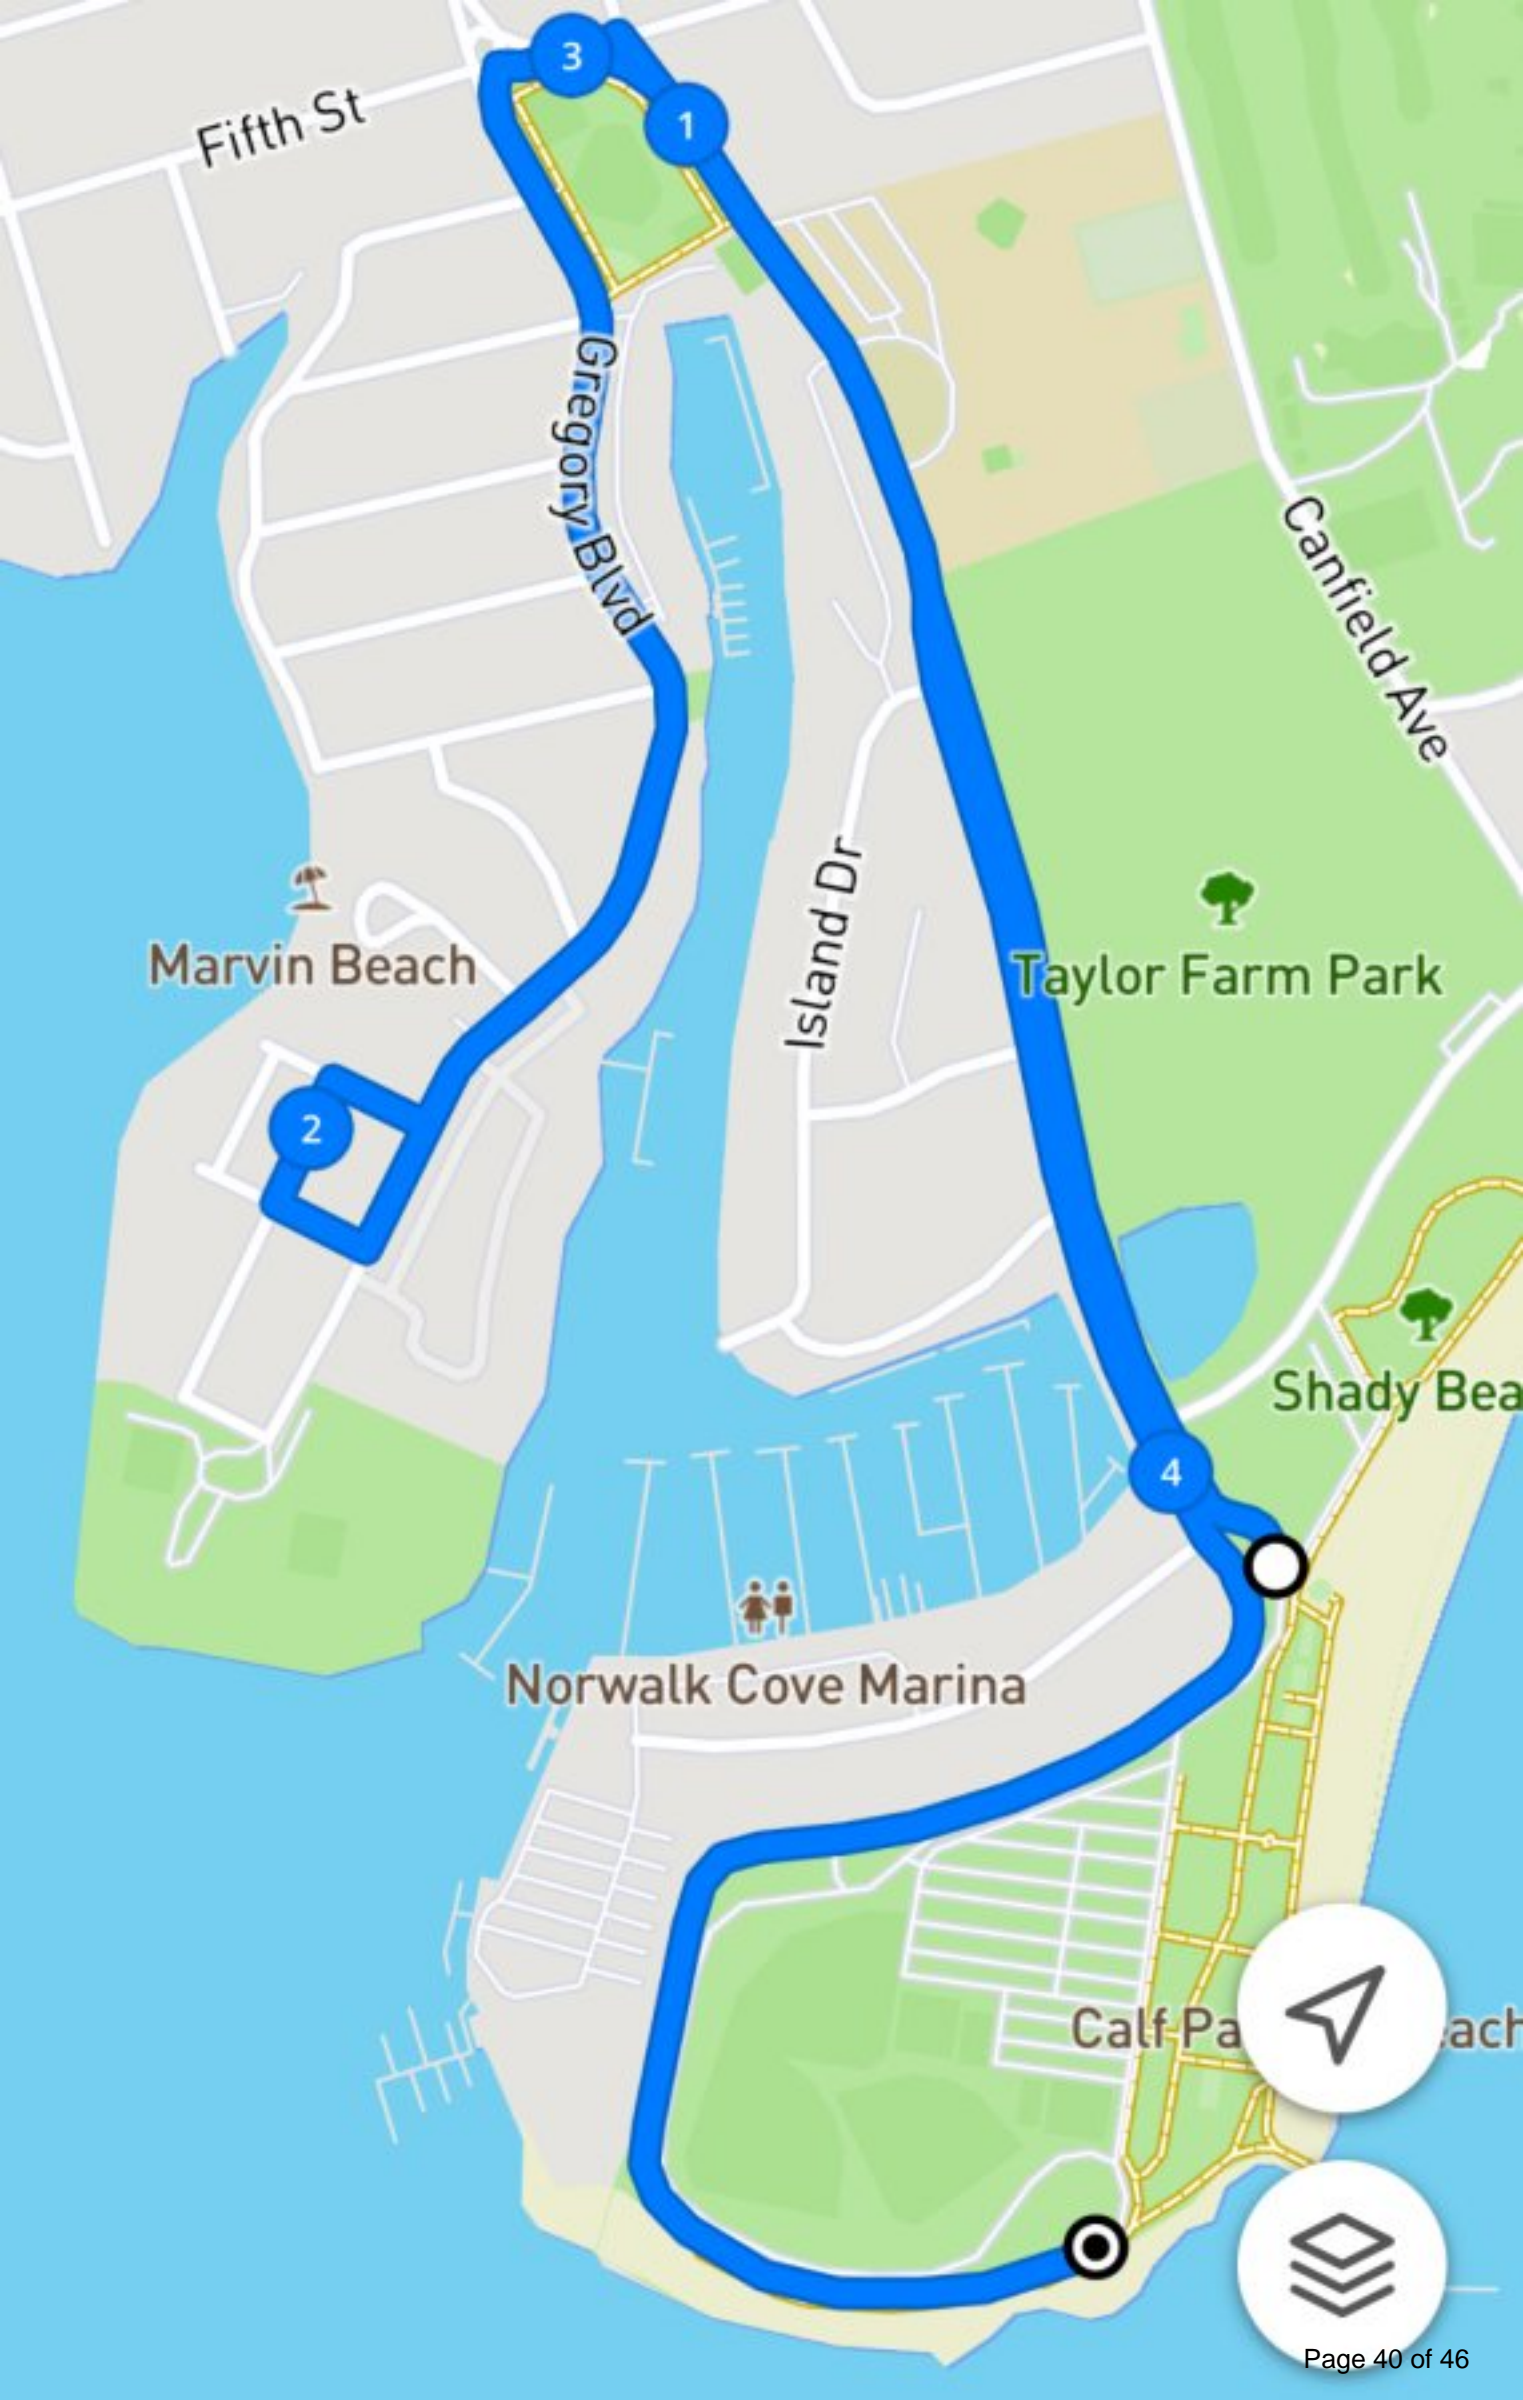 3
1
Fifth St
Gregory Blvd
Canfield Ave
Island Dr
Taylor Farm Park
Marvin Beach
2
Shady Bea
4
Norwalk Cove Marina
Calf Pa
each
Page 40 of 46